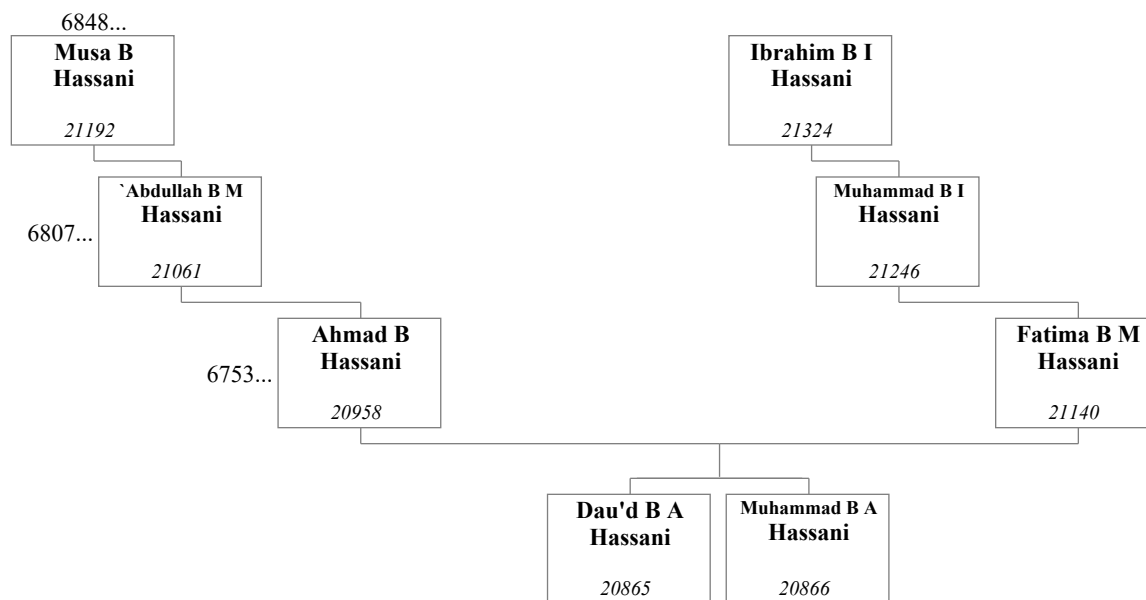 6848...
Musa B
Hassani
21192
Ibrahim B I
Hassani
21324
`Abdullah B M
Hassani
21061
6807...
Muhammad B I
Hassani
21246
Ahmad B
Hassani
20958
6753...
Fatima B M
Hassani
21140
Dau'd B A
Hassani
20865
Muhammad B A
Hassani
20866